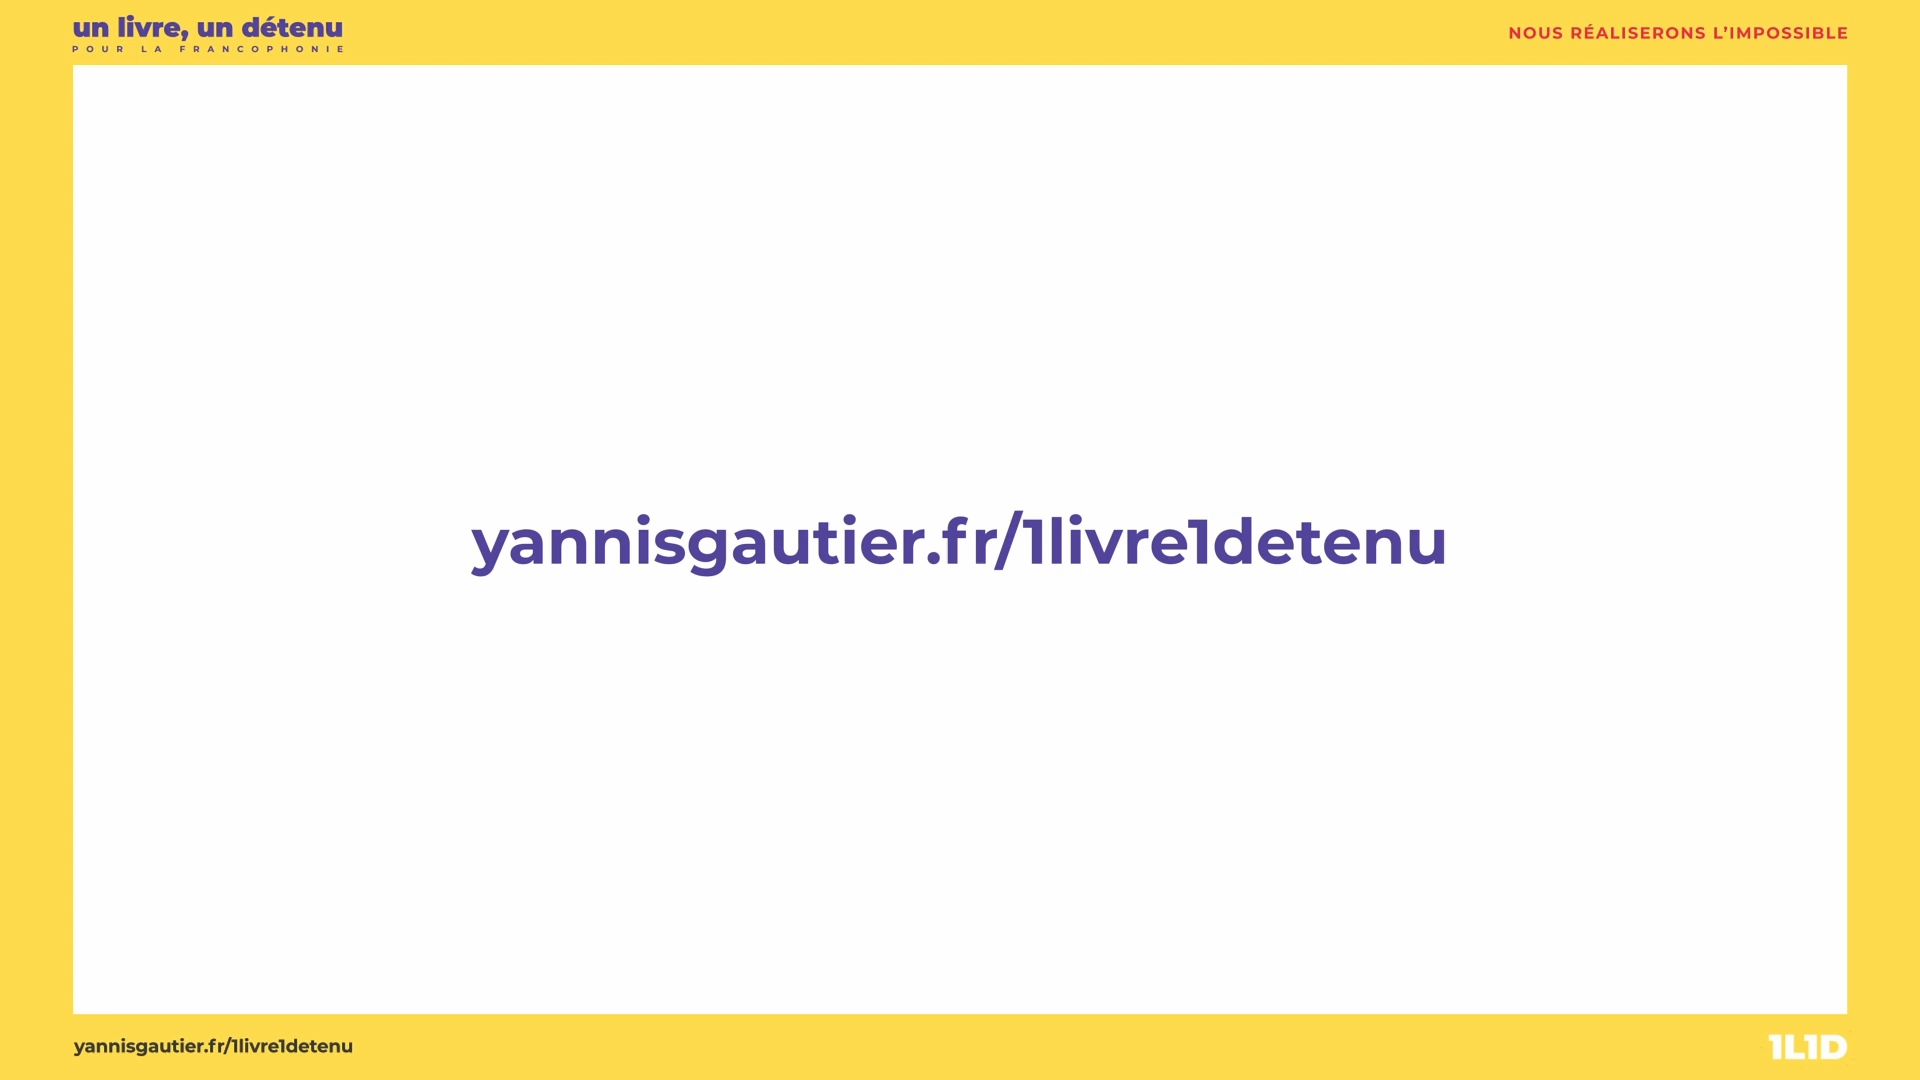 un livre, un détenu
POUR LA FRANCOPHONIE
NOUS RÉALISERONS L’IMPOSSIBLE
yannisgautier.fr/1livre1detenu
yannisgautier.fr/1livre1detenu
1L1D